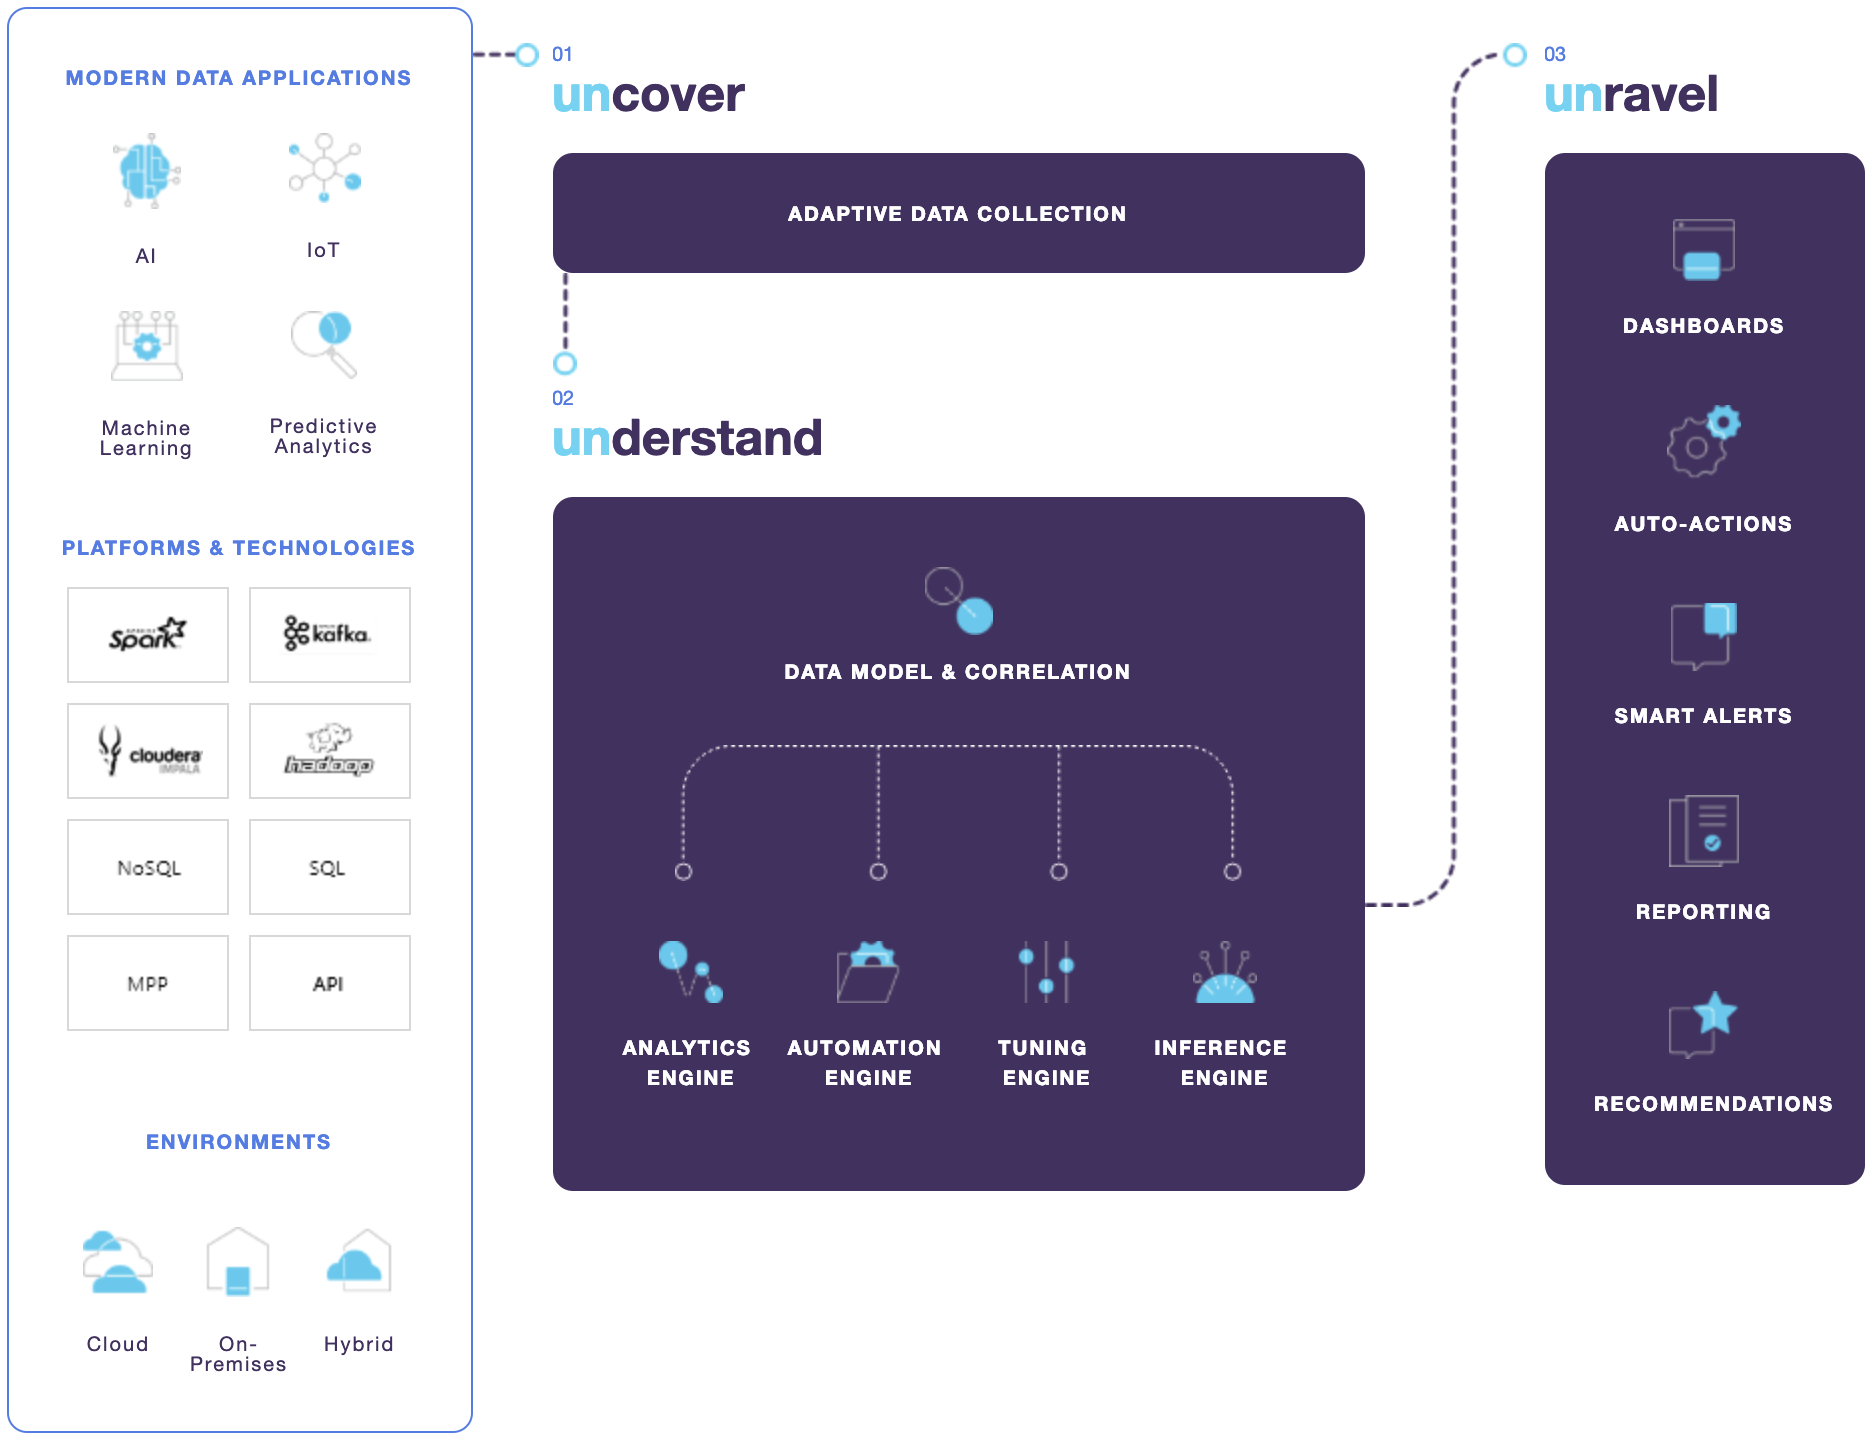 MODERN DATA APPLICATIONS
AI
IoT
Machine
Learning
Predictive
Analytics
PLATFORMS & TECHNOLOGIES
Spark
kafka
cloudera
IMPALA
hadoop
NoSQL
SQL
MPP
API
ENVIRONMENTS
Cloud
On-
Premises
Hybrid
01
uncover
ADAPTIVE DATA COLLECTION
02
understand
DATA MODEL & CORRELATION
ANALYTICS
ENGINE
AUTOMATION
ENGINE
TUNING
ENGINE
INFERENCE
ENGINE
03
unravel
DASHBOARDS
AUTO-ACTIONS
SMART ALERTS
REPORTING
RECOMMENDATIONS